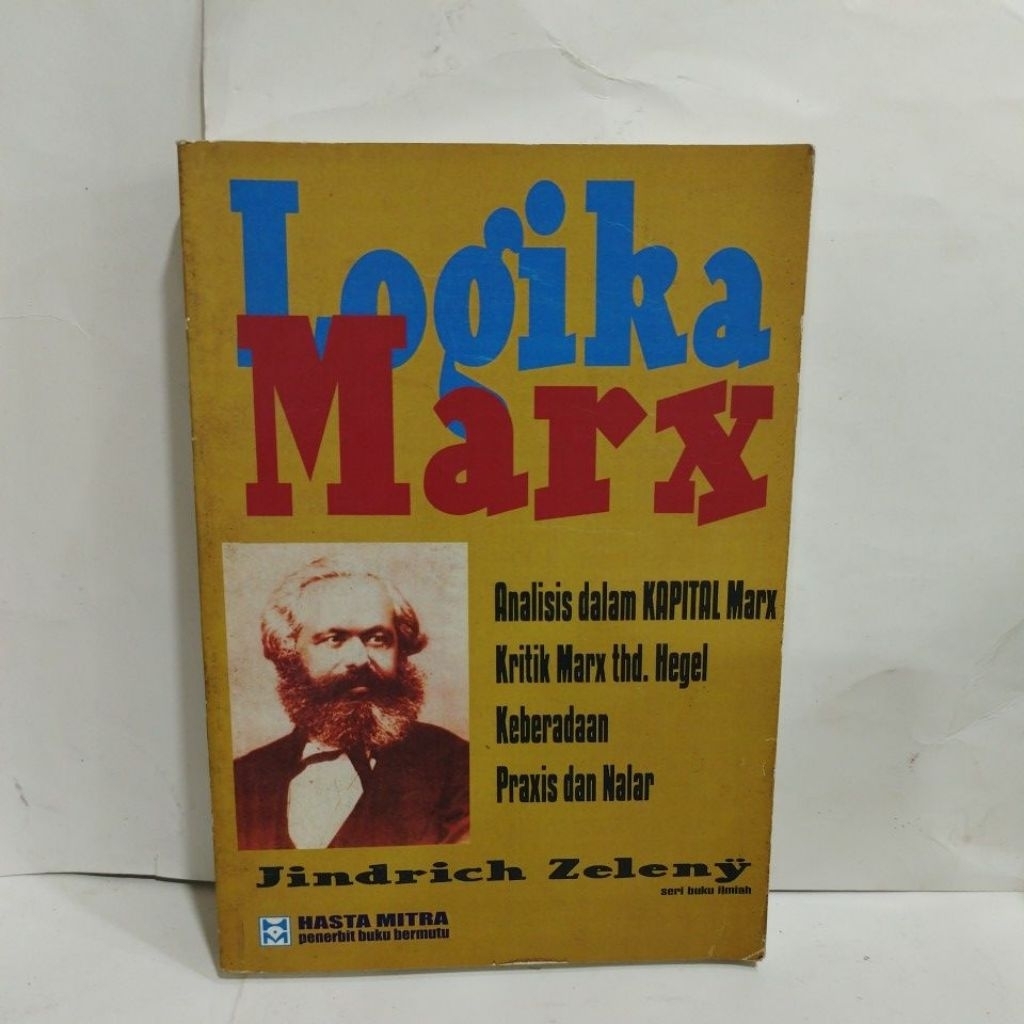 Logika
Marx
Analisis dalam KAPITAL Marx
Kritik Marx thd. Hegel
Keberadaan
Praxis dan Nalar
Jindrich Zelenÿ
seri buku ilmiah
HASTA MITRA
penerbit buku bermutu